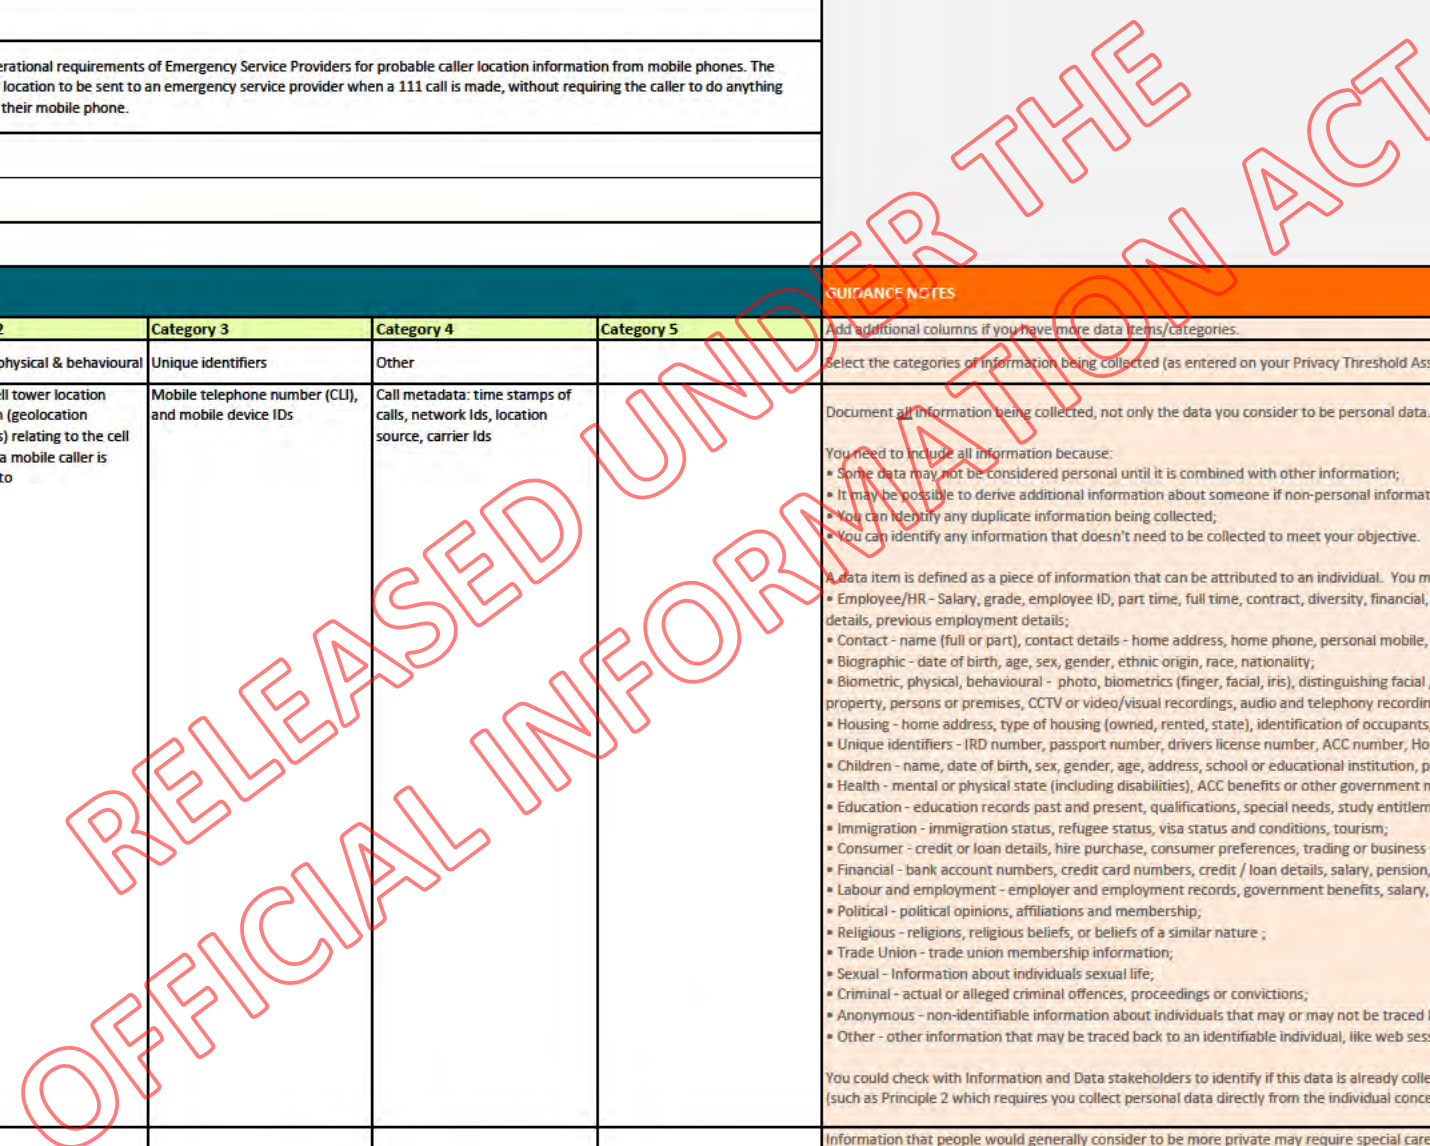 erational requirements of Emergency Service Providers for probable caller location information from mobile phones. The
location to be sent to an emergency service provider when a 111 call is made, without requiring the caller to do anything
their mobile phone.
GUIDANCE NOTES
2
Category 3
Category 4
Category 5
Add additional columns if you have more data items/categories.
physical & behavioural
Unique identifiers
Other
Select the categories of information being collected (as entered on your Privacy Threshold Ass
ll tower location
n (geolocation
s) relating to the cell
a mobile caller is
to
Mobile telephone number (CLI),
and mobile device IDs
Call metadata: time stamps of
calls, network Ids, location
source, carrier Ids
Document all information being collected, not only the data you consider to be personal data.
You need to include all information because:
• Some data may not be considered personal until it is combined with other information;
• It may be possible to derive additional information about someone if non-personal informat
• You can identify any duplicate information being collected;
• You can identify any information that doesn't need to be collected to meet your objective.
A data item is defined as a piece of information that can be attributed to an individual. You m
• Employee/HR - Salary, grade, employee ID, part time, full time, contract, diversity, financial,
details, previous employment details;
• Contact - name (full or part), contact details - home address, home phone, personal mobile,
• Biographic - date of birth, age, sex, gender, ethnic origin, race, nationality;
• Biometric, physical, behavioural - photo, biometrics (finger, facial, iris), distinguishing facial
property, persons or premises, CCTV or video/visual recordings, audio and telephony recordin
• Housing - home address, type of housing (owned, rented, state), identification of occupants,
• Unique identifiers - IRD number, passport number, drivers license number, ACC number, Ho
• Children - name, date of birth, sex, gender, age, address, school or educational institution, p
• Health - mental or physical state (including disabilities), ACC benefits or other government n
• Education - education records past and present, qualifications, special needs, study entitlem
• Immigration - immigration status, refugee status, visa status and conditions, tourism;
• Consumer - credit or loan details, hire purchase, consumer preferences, trading or business
• Financial - bank account numbers, credit card numbers, credit / loan details, salary, pension,
• Labour and employment - employer and employment records, government benefits, salary,
• Political - political opinions, affiliations and membership;
• Religious - religions, religious beliefs, or beliefs of a similar nature ;
• Trade Union - trade union membership information;
• Sexual - Information about individuals sexual life;
• Criminal - actual or alleged criminal offences, proceedings or convictions;
• Anonymous - non-identifiable information about individuals that may or may not be traced
• Other - other information that may be traced back to an identifiable individual, like web sess
You could check with Information and Data stakeholders to identify if this data is already colle
(such as Principle 2 which requires you collect personal data directly from the individual conce
Information that people would generally consider to be more private may require special care
RELEASED UNDER THE
OFFICIAL INFORMATION ACT